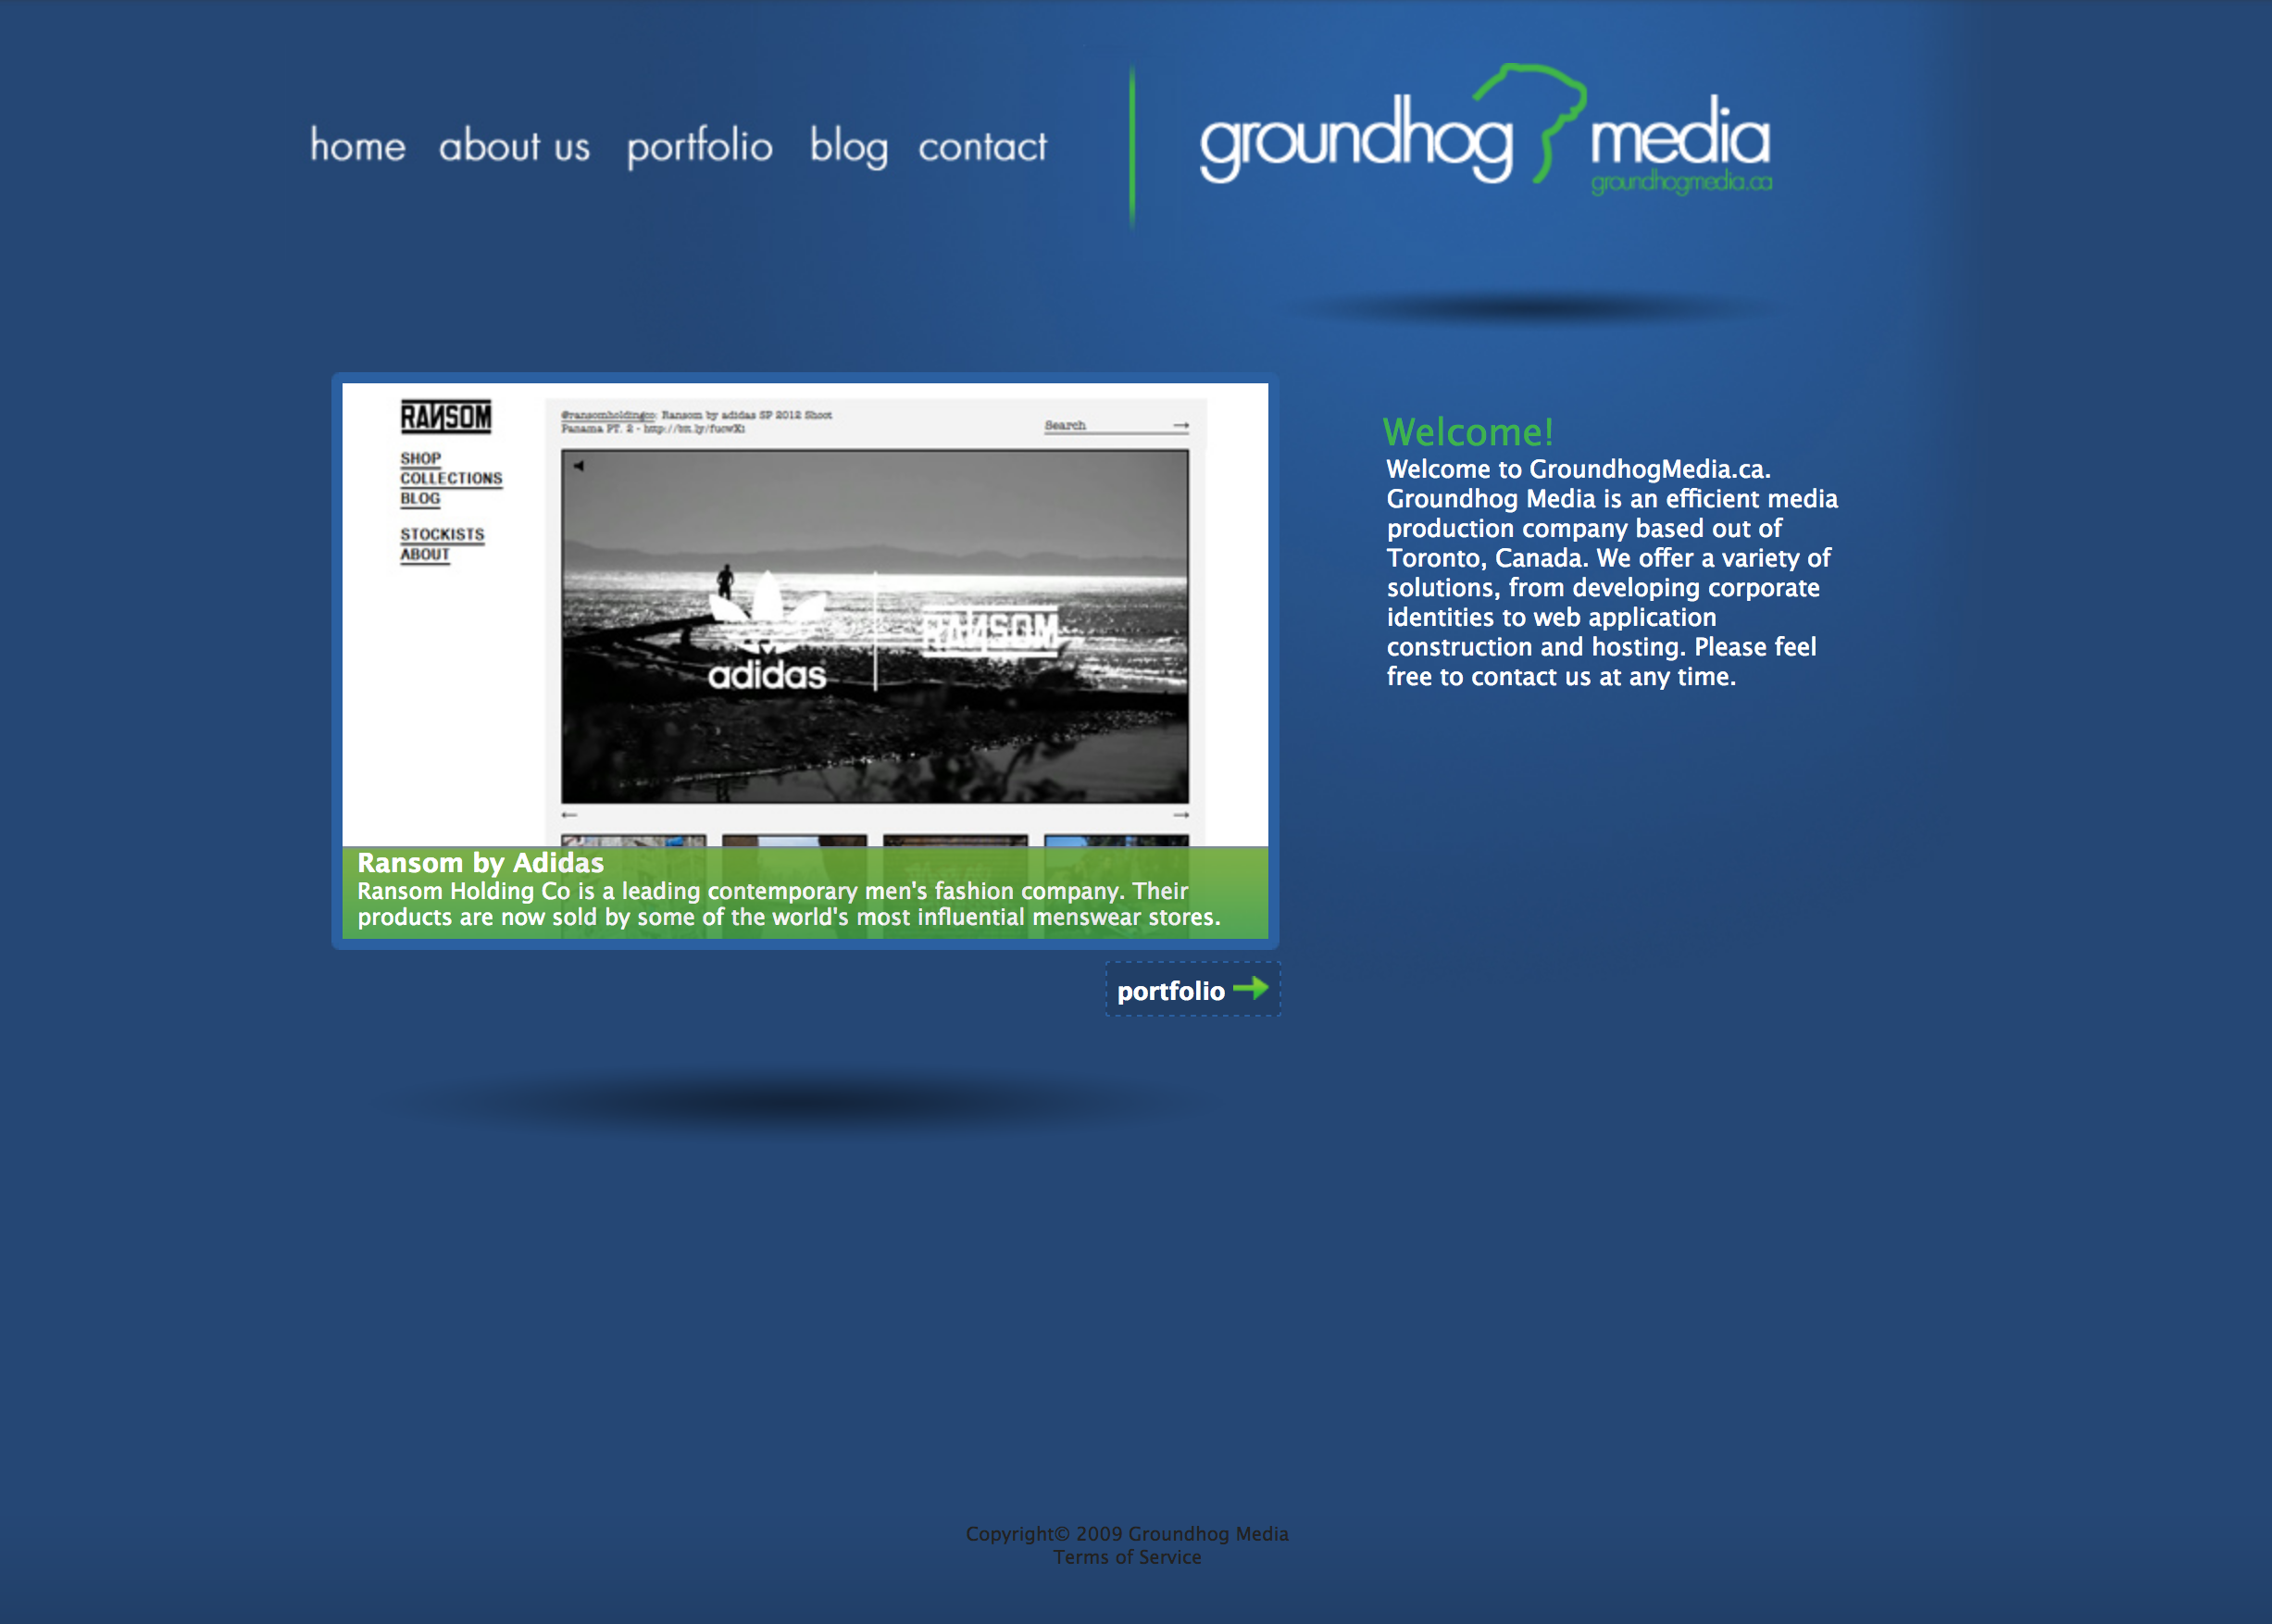 home about us portfolio blog contact
groundhog media
groundhogmedia.ca
RANSOM
SHOP
COLLECTIONS
BLOG
STOCKISTS
ABOUT
@ransomholdingco: Ransom by adidas SP 2012 Shoot
Panama PT. 2 - http://bit.ly/fucwXi
Search
adidas
RANSOM
Ransom by Adidas
Ransom Holding Co is a leading contemporary men's fashion company. Their
products are now sold by some of the world's most influential menswear stores.
portfolio
Welcome!
Welcome to GroundhogMedia.ca.
Groundhog Media is an efficient media
production company based out of
Toronto, Canada. We offer a variety of
solutions, from developing corporate
identities to web application
construction and hosting. Please feel
free to contact us at any time.
Copyright© 2009 Groundhog Media
Terms of Service